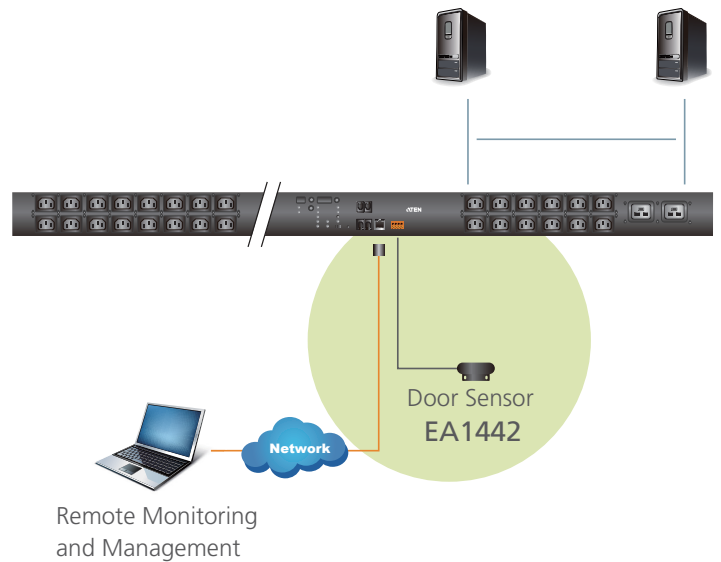 ATEN
Door Sensor
EA1442
Network
Remote Monitoring
and Management